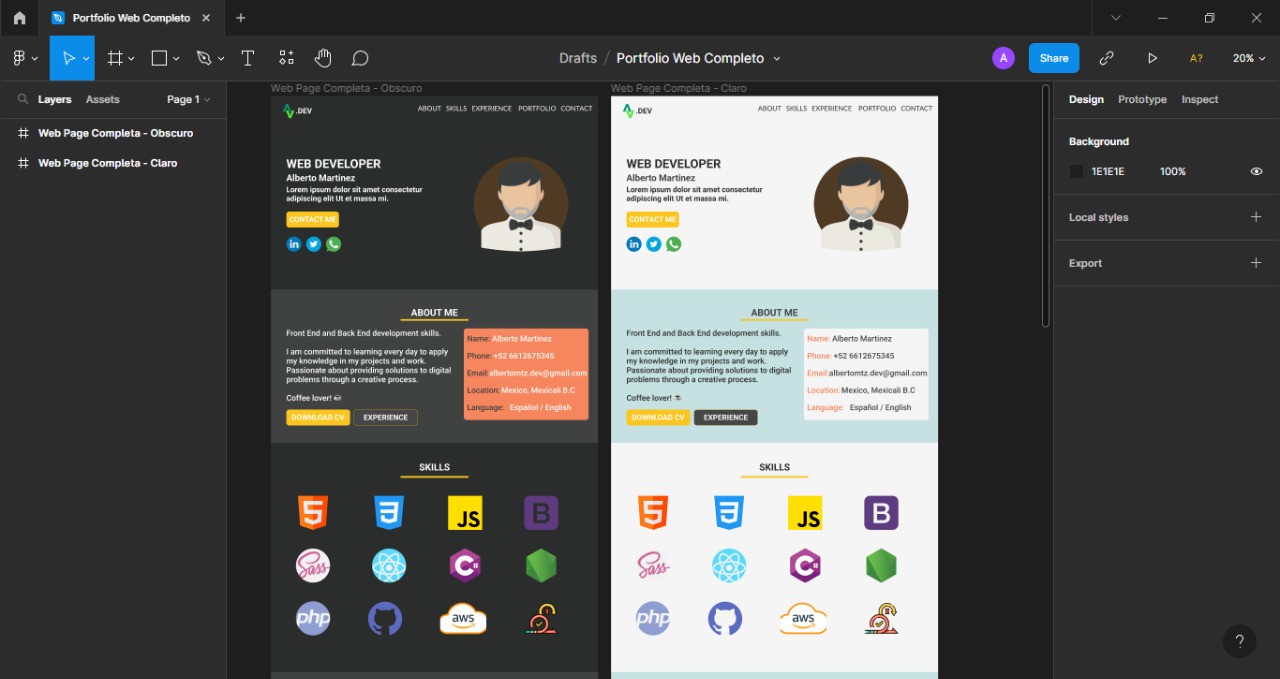 Portfolio Web Completo
Drafts / Portfolio Web Completo
A
Share
A?
20%
Layers
Assets
Page 1
Web Page Completa - Obscuro
Web Page Completa - Claro
Web Page Completa - Obscuro
.DEV
ABOUT SKILLS EXPERIENCE PORTFOLIO CONTACT
WEB DEVELOPER
Alberto Martinez
Lorem ipsum dolor sit amet consectetur
adipiscing elit Ut et massa mi.
CONTACT ME
in
ABOUT ME
Front End and Back End development skills.
I am committed to learning every day to apply
my knowledge in my projects and work.
Passionate about providing solutions to digital
problems through a creative process.
Coffee lover!
DOWNLOAD CV
EXPERIENCE
Name: Alberto Martinez
Phone: +52 6612675345
Email: albertomtz.dev@gmail.com
Location: Mexico, Mexicali B.C
Language: Español / English
SKILLS
5
3
JS
B
Sass
C#
php
aws
Web Page Completa - Claro
.DEV
ABOUT SKILLS EXPERIENCE PORTFOLIO CONTACT
WEB DEVELOPER
Alberto Martinez
Lorem ipsum dolor sit amet consectetur
adipiscing elit Ut et massa mi.
CONTACT ME
in
ABOUT ME
Front End and Back End development skills.
I am committed to learning every day to apply
my knowledge in my projects and work.
Passionate about providing solutions to digital
problems through a creative process.
Coffee lover!
DOWNLOAD CV
EXPERIENCE
Name: Alberto Martinez
Phone: +52 6612675345
Email: albertomtz.dev@gmail.com
Location: Mexico, Mexicali B.C
Language: Español / English
SKILLS
5
3
JS
B
Sass
C#
php
aws
Design
Prototype
Inspect
Background
1E1E1E
100%
Local styles
Export
?